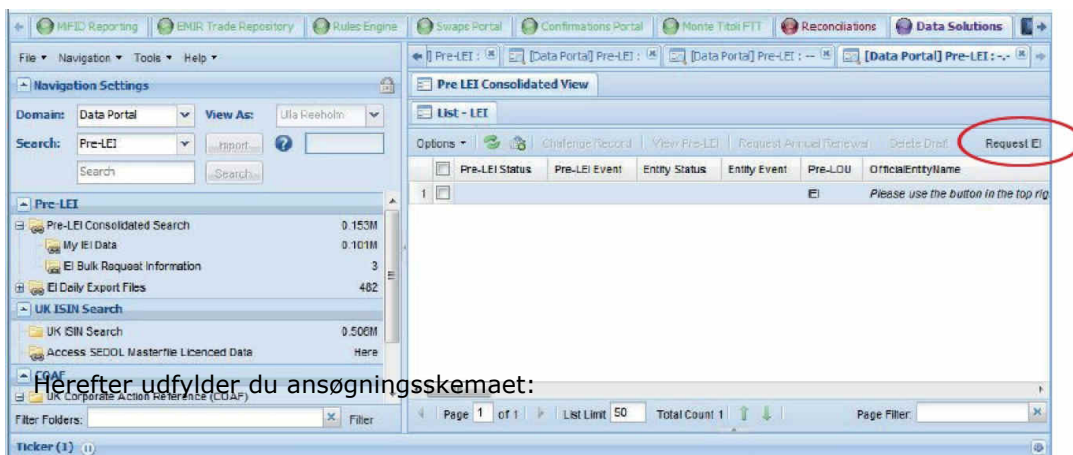 MFID Reporting EMIR Trade Repository Rules Engine Swaps Portal Confirmations Portal Monte Titoli FTT Reconciliations Data Solutions
File Navigation Tools Help
] Pre-LEI : [Data Portal] Pre-LEI : [Data Portal] Pre-LEI : -- [Data Portal] Pre-LEI : -.-
Navigation Settings
Pre LEI Consolidated View
Domain: Data Portal View As: Ulla Reeholm
List - LEI
Search: Pre-LEI Import
Options Challenge Record View Pre-LEI Request Annual Renewal Delete Draft Request EI
Search Search
Pre-LEI Status Pre-LEI Event Entity Status Entity Event Pre-LOU OfficialEntityName
1 EI Please use the button in the top rig
Pre-LEI
Pre-LEI Consolidated Search 0.153M
My IEI Data 0.101M
EI Bulk Request Information 3
EI Daily Export Files 482
UK ISIN Search
UK ISIN Search 0.506M
Access SEDOL Masterfile Licenced Data Here
COAF
Herefter udfylder du ansøgningsskemaet:
UK Corporate Action Reference (COAF)
Filter Folders: Filter
Page 1 of 1 List Limit 50 Total Count 1 Page Filter:
Ticker (1)